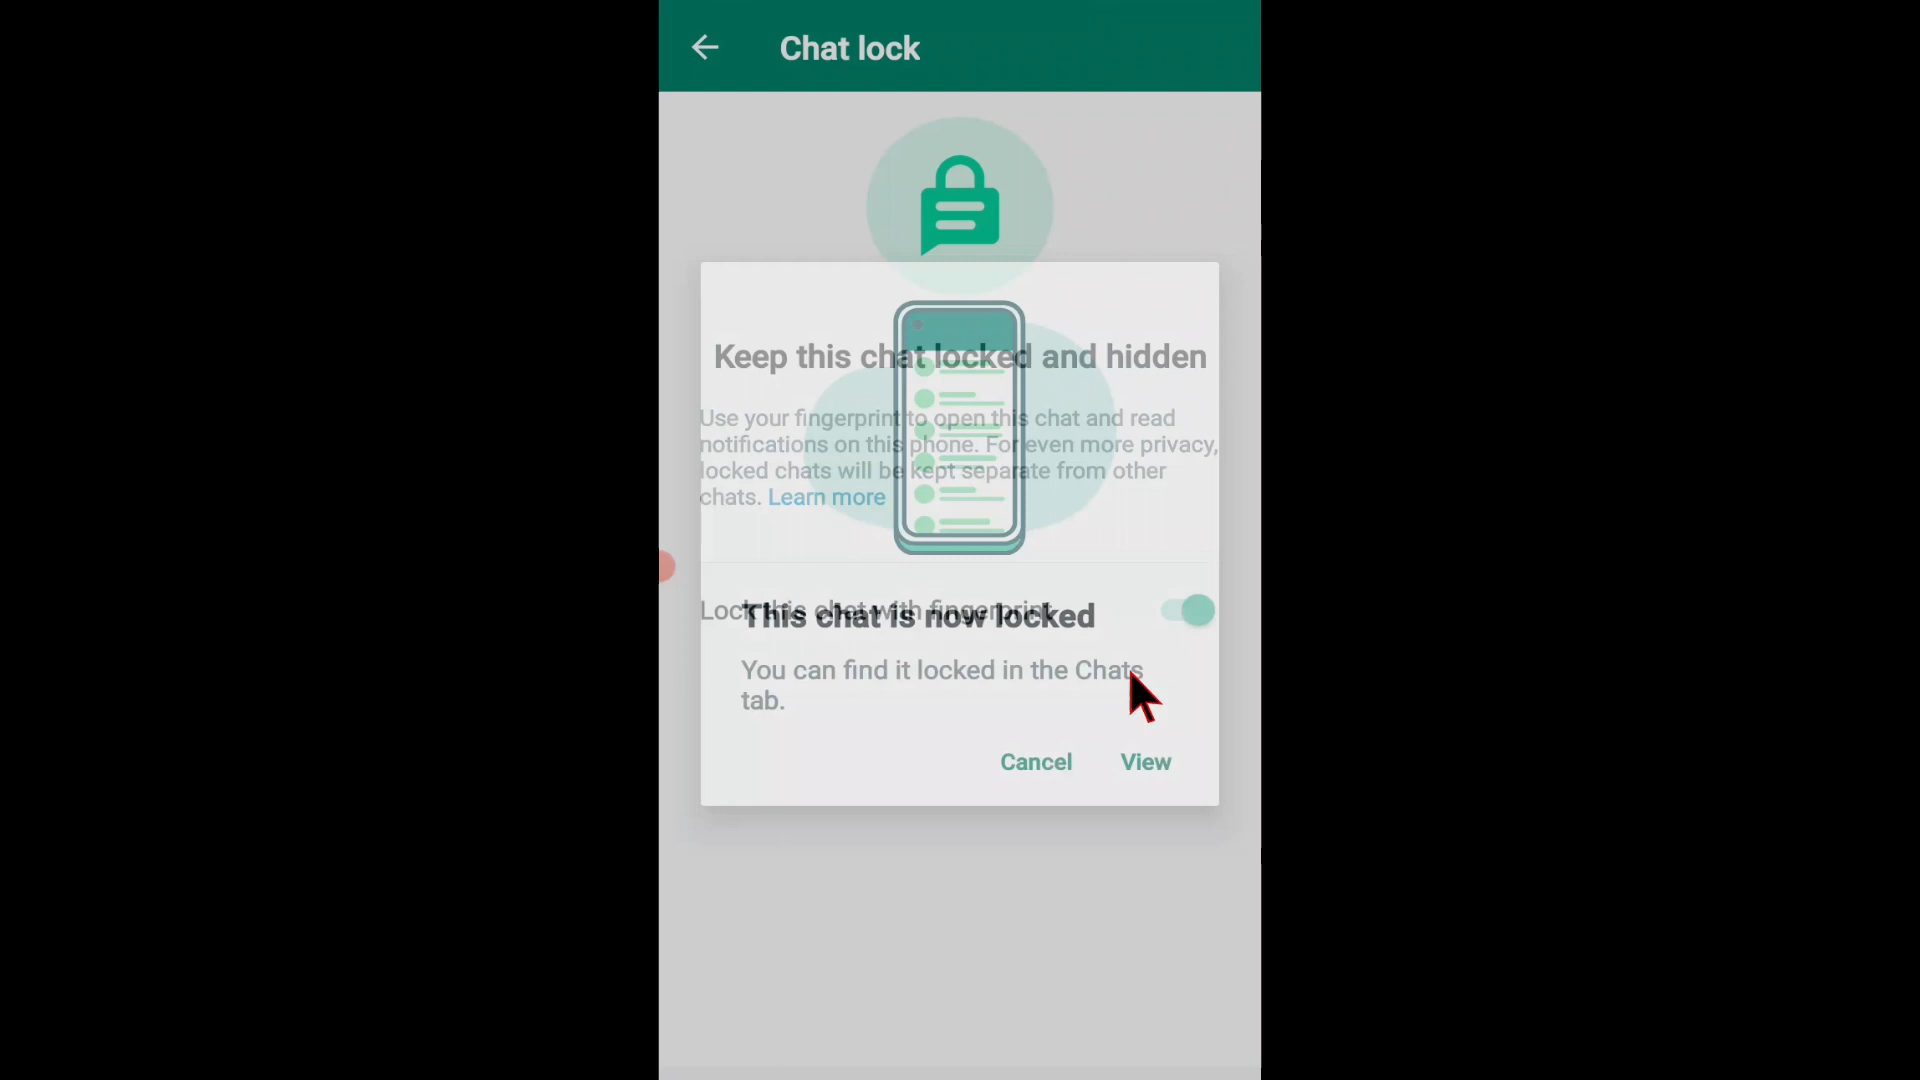 Chat lock
Keep this chat locked and hidden
Use your fingerprint to open this chat and read
notifications on this phone. For even more privacy,
locked chats will be kept separate from other
chats. Learn more
Lock this chat with fingerprint
This chat is now locked
You can find it locked in the Chats
tab.
Cancel View